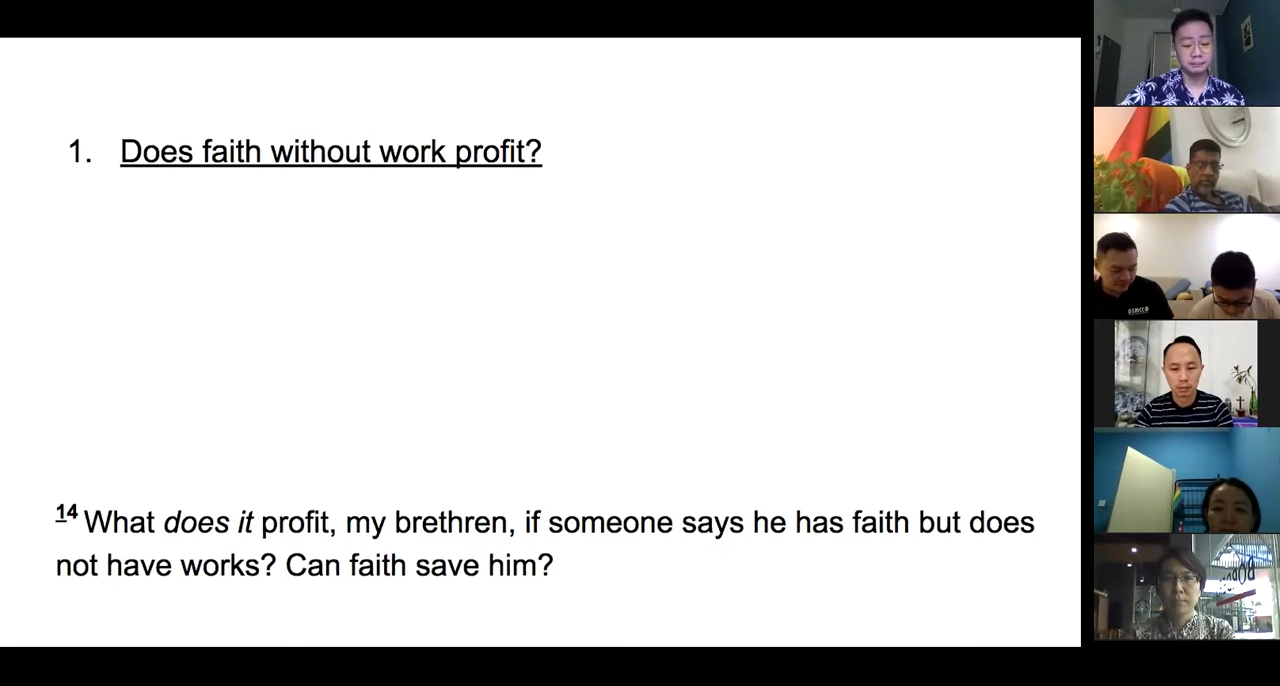 1. Does faith without work profit?
14 What does it profit, my brethren, if someone says he has faith but does
not have works? Can faith save him?